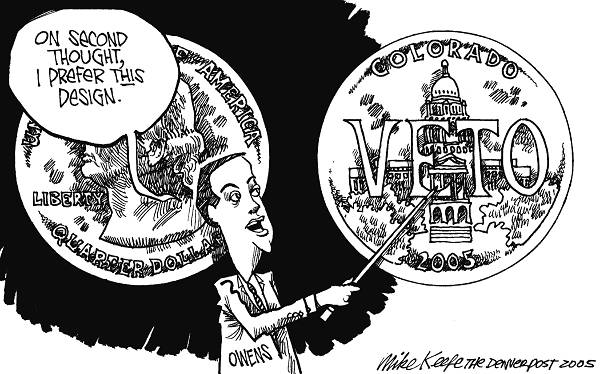 ON SECOND
THOUGHT,
I PREFER THIS
DESIGN.
AMERICA
LIBERTY
QUARTER DOLLA
COLORADO
VETO
2005
OWENS
Mike Keefe THE DENVER POST 2005